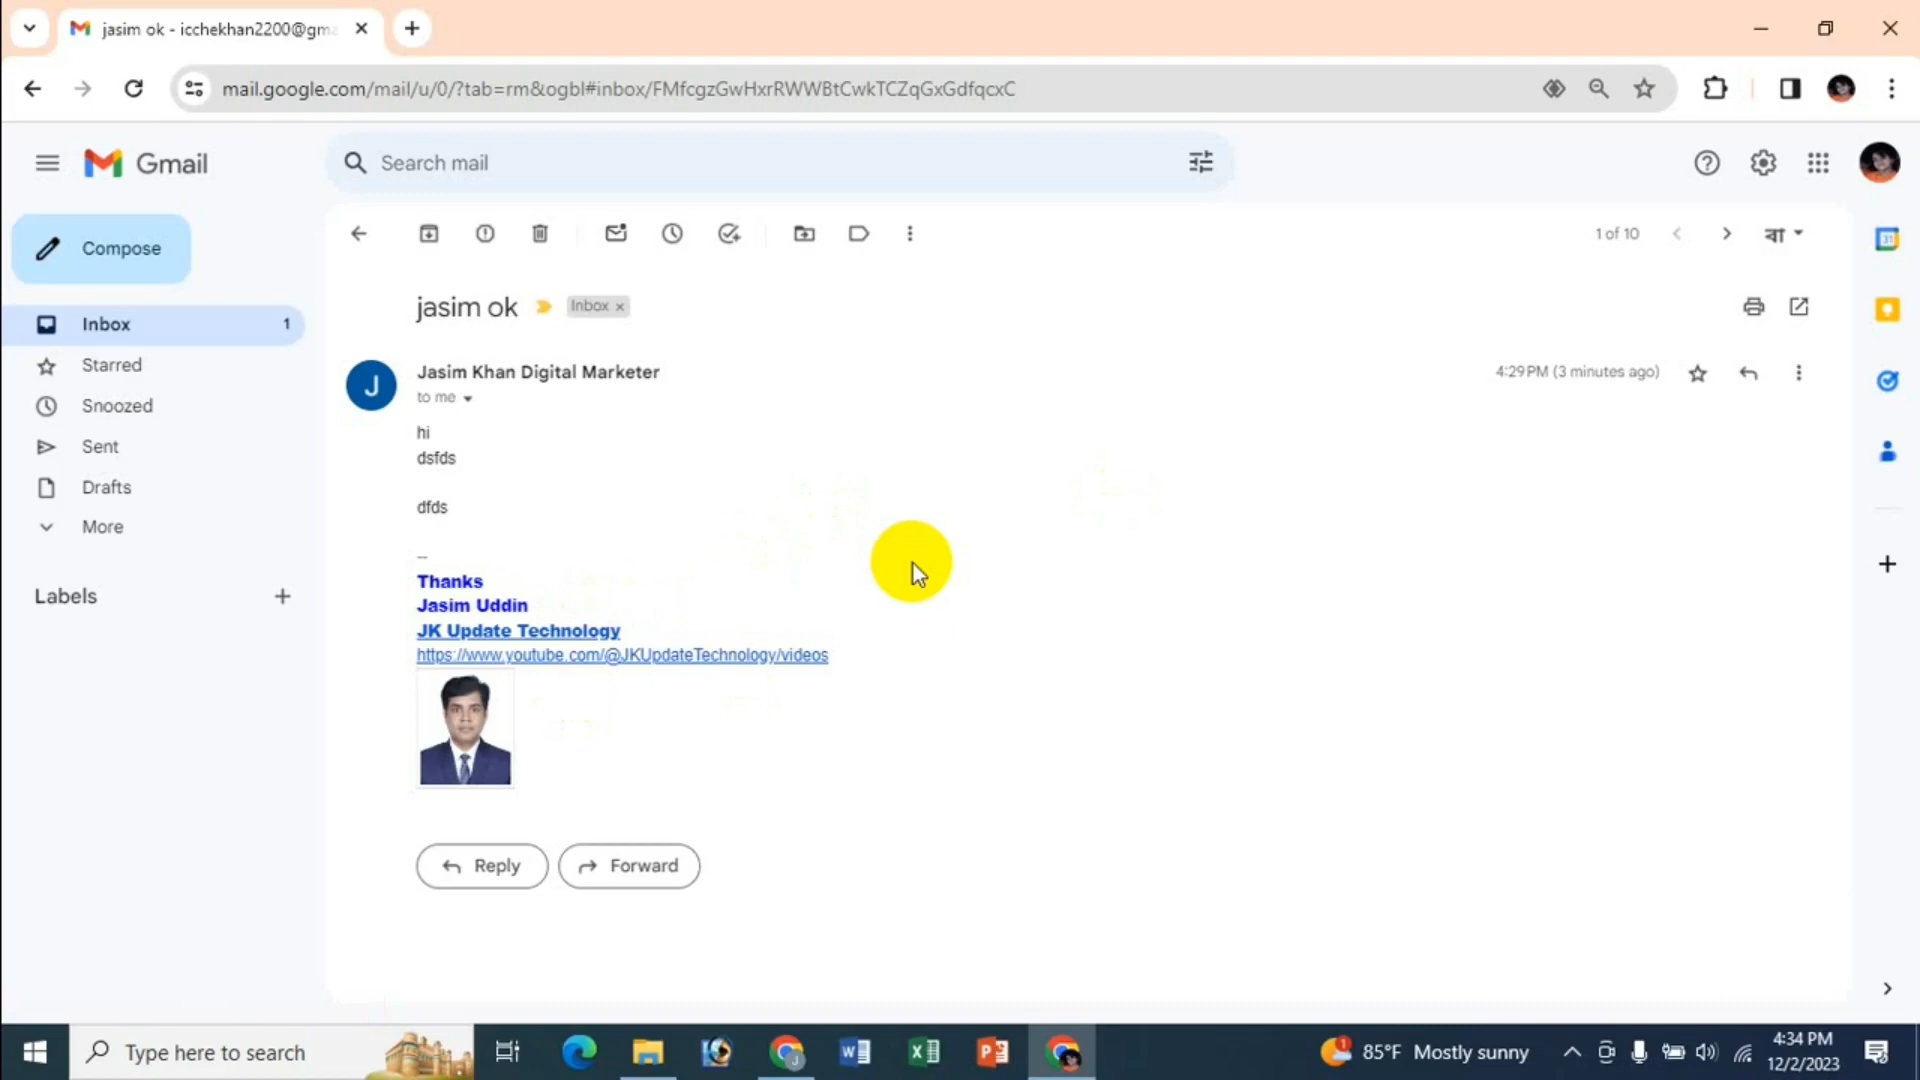 jasim ok - icchekhan2200@gma
mail.google.com/mail/u/0/?tab=rm&ogbl#inbox/FMfcgzGwHxrRWWBtCwkTCZqGxGdfqcxC
Gmail
Search mail
Compose
1 of 10
বা
Inbox 1
Starred
Snoozed
Sent
Drafts
More
Labels
jasim ok
Inbox x
J
Jasim Khan Digital Marketer
4:29 PM (3 minutes ago)
to me
hi
dsfds
dfds
--
Thanks
Jasim Uddin
JK Update Technology
https://www.youtube.com/@JKUpdateTechnology/videos
Reply
Forward
31
Type here to search
J
W
X
P
1
85°F Mostly sunny
4:34 PM
12/2/2023